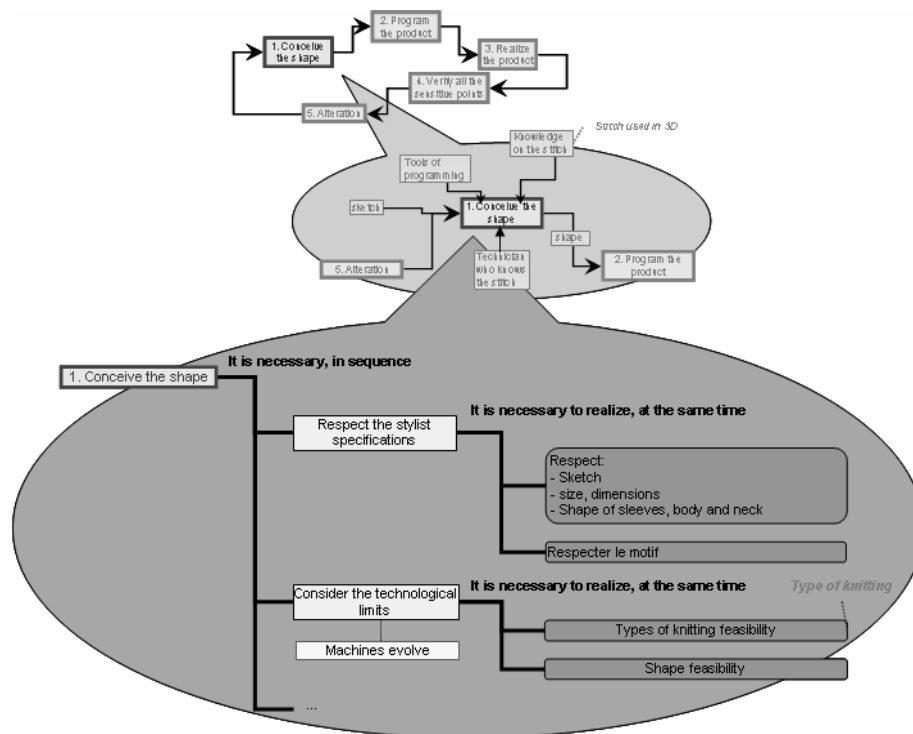 2. Program
the product
1. Conceive
the shape
3. Realize
the product
4. Verify all the
sensitive points
5. Alteration
Stitch used in 3D
Knowledge
on the stitch
Tools of
programming
1. Conceive the
shape
sketch
shape
5. Alteration
Technician
who knows
the stitch
2. Program the
product
It is necessary, in sequence
1. Conceive the shape
It is necessary to realize, at the same time
Respect the stylist
specifications
Respect:
- Sketch
- size, dimensions
- Shape of sleeves, body and neck
Respecter le motif
It is necessary to realize, at the same time
Type of knitting
Consider the technological
limits
Types of knitting feasibility
Machines evolve
Shape feasibility
...